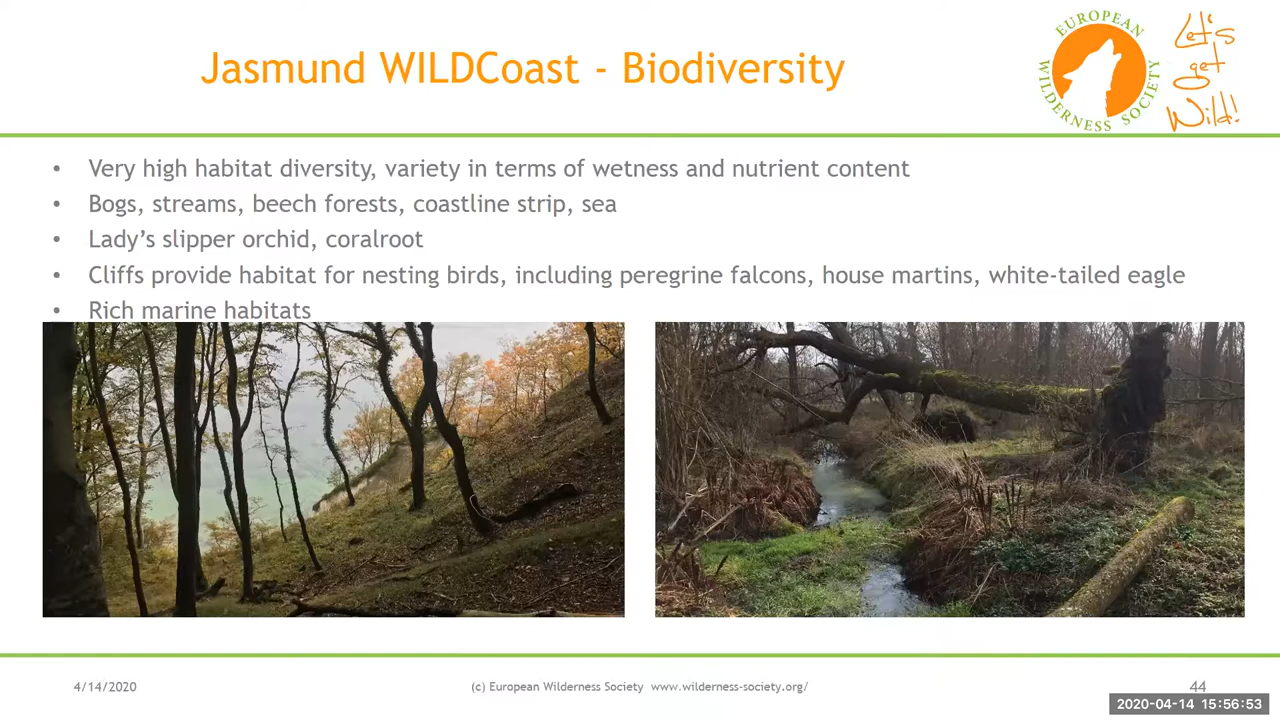 Jasmund WILDCoast - Biodiversity
EUROPEAN
WILDERNESS SOCIETY
Let's
get
Wild!
• Very high habitat diversity, variety in terms of wetness and nutrient content
• Bogs, streams, beech forests, coastline strip, sea
• Lady’s slipper orchid, coralroot
• Cliffs provide habitat for nesting birds, including peregrine falcons, house martins, white-tailed eagle
• Rich marine habitats
4/14/2020
(c) European Wilderness Society www.wilderness-society.org/
44
2020-04-14 15:56:53